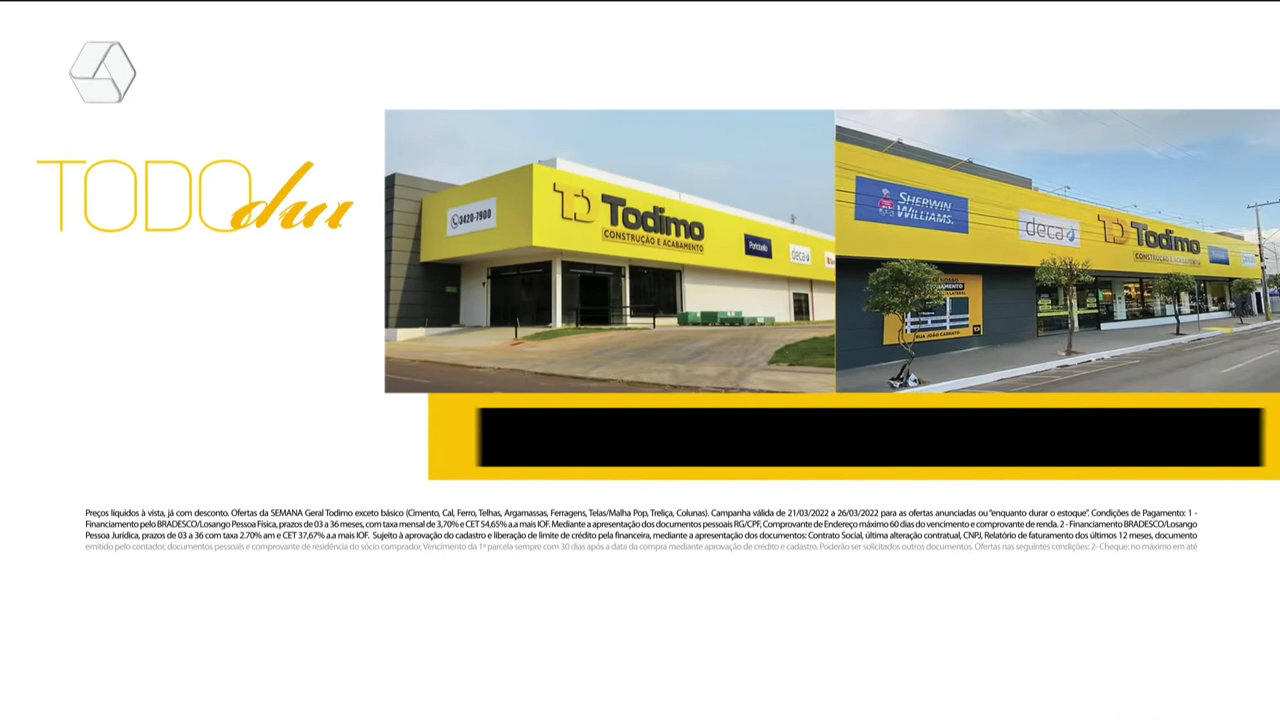 TODO dur
3420-7900
TD Todimo
CONSTRUÇÃO E ACABAMENTO
Portobello
deca
SHERWIN
WILLIAMS.
deca
TD Todimo
CONSTRUÇÃO E ACABAMENTO
RUA JOÃO CARRATO
Preços líquidos à vista, já com desconto. Ofertas da SEMANA Geral Todimo exceto básico (Cimento, Cal, Ferro, Telhas, Argamassas, Ferragens, Telas/Malha Pop, Treliça, Colunas). Campanha válida de 21/03/2022 a 26/03/2022 para as ofertas anunciadas ou “enquanto durar o estoque”. Condições de Pagamento: 1 -
Financiamento pelo BRADESCO/Losango Pessoa Física, prazos de 03 a 36 meses, com taxa mensal de 3,70% e CET 54,65% a.a mais IOF. Mediante a apresentação dos documentos pessoais RG/CPF, Comprovante de Endereço máximo 60 dias do vencimento e comprovante de renda. 2 - Financiamento BRADESCO/Losango
Pessoa Jurídica, prazos de 03 a 36 com taxa 2.70% am e CET 37,67% a.a mais IOF. Sujeito à aprovação do cadastro e liberação de limite de crédito pela financeira, mediante a apresentação dos documentos: Contrato Social, última alteração contratual, CNPJ, Relatório de faturamento dos últimos 12 meses, documento
emitido pelo contador, documentos pessoais e comprovante de residência do sócio comprador, Vencimento da 1ª parcela sempre com 30 dias após a data da compra mediante aprovação de crédito e cadastro. Poderão ser solicitados outros documentos. Ofertas nas seguintes condições: 2- Cheque: no máximo em até